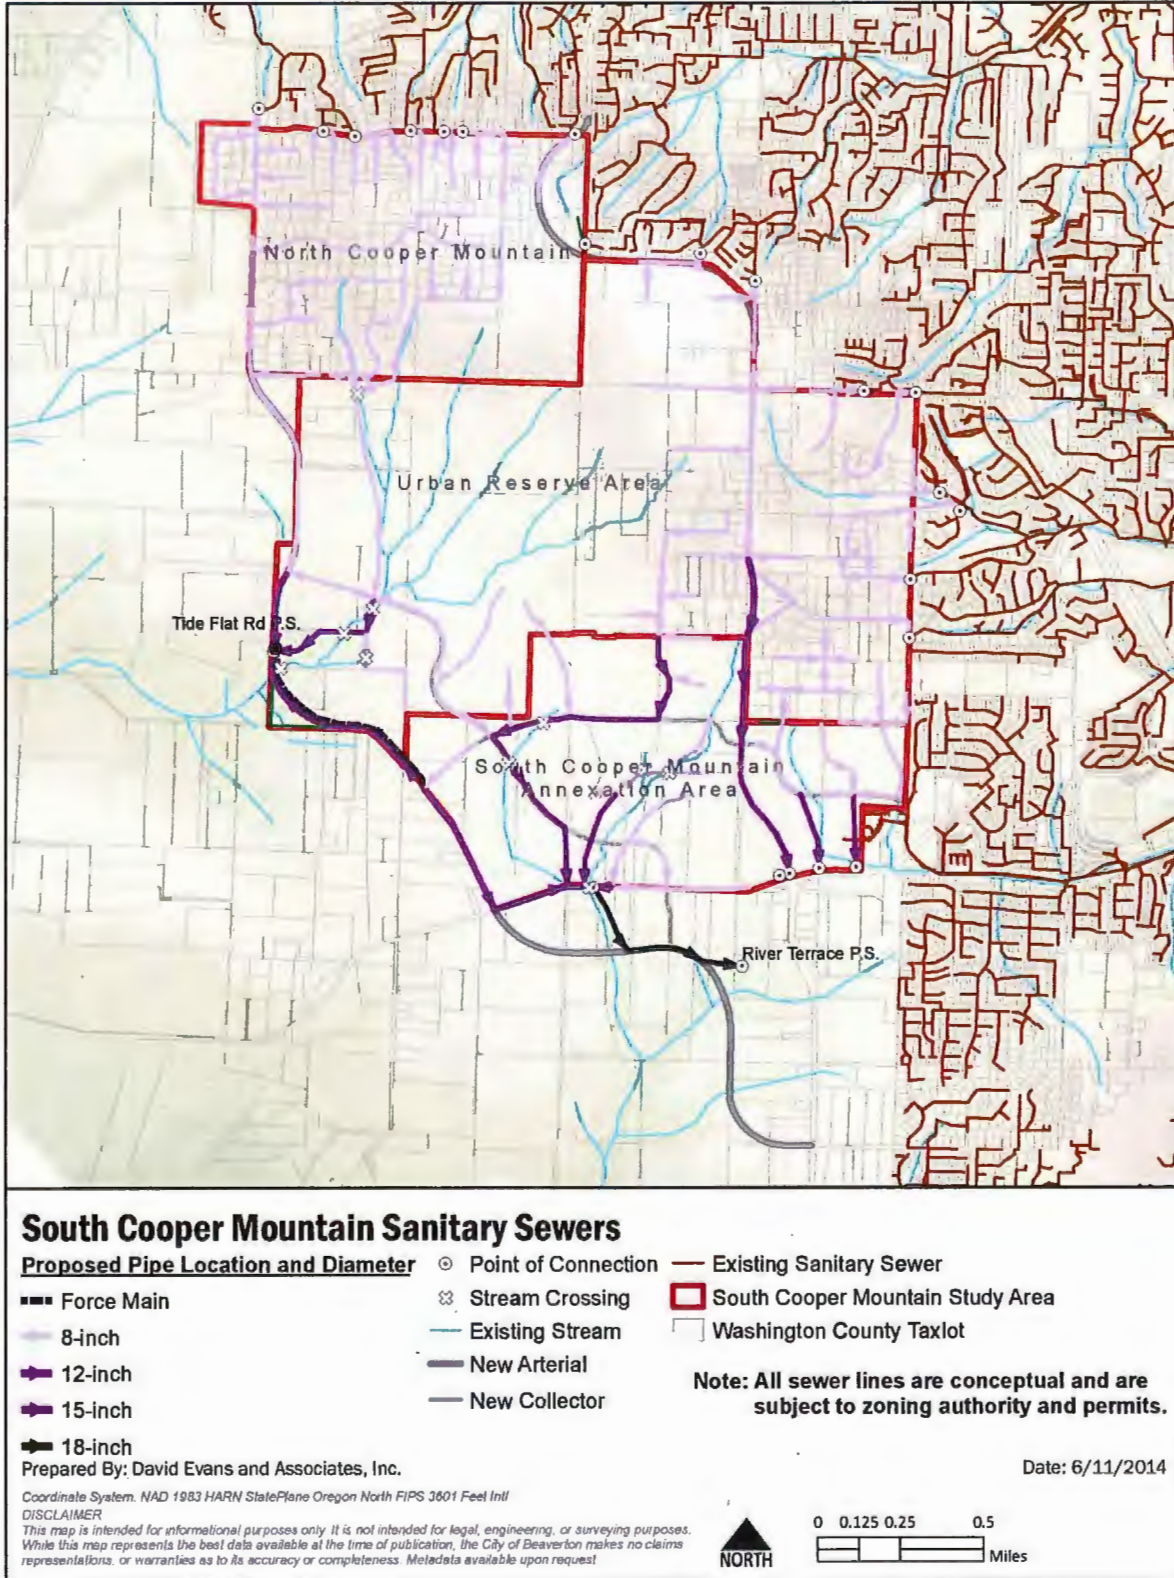 North Cooper Mountain
Urban Reserve Area
Tide Flat Rd P.S.
South Cooper Mountain
Annexation Area
River Terrace P.S.
South Cooper Mountain Sanitary Sewers
Proposed Pipe Location and Diameter
Force Main
8-inch
12-inch
15-inch
18-inch
Point of Connection
Stream Crossing
Existing Stream
New Arterial
New Collector
Existing Sanitary Sewer
South Cooper Mountain Study Area
Washington County Taxlot
Note: All sewer lines are conceptual and are
subject to zoning authority and permits.
Prepared By: David Evans and Associates, Inc.
Date: 6/11/2014
Coordinate System. NAD 1983 HARN StatePlane Oregon North FIPS 3601 Feet Intl
DISCLAIMER
This map is intended for informational purposes only. It is not intended for legal, engineering, or surveying purposes.
While this map represents the best data available at the time of publication, the City of Beaverton makes no claims
representations, or warranties as to its accuracy or completeness. Metadata available upon request
NORTH
0 0.125 0.25 0.5
Miles